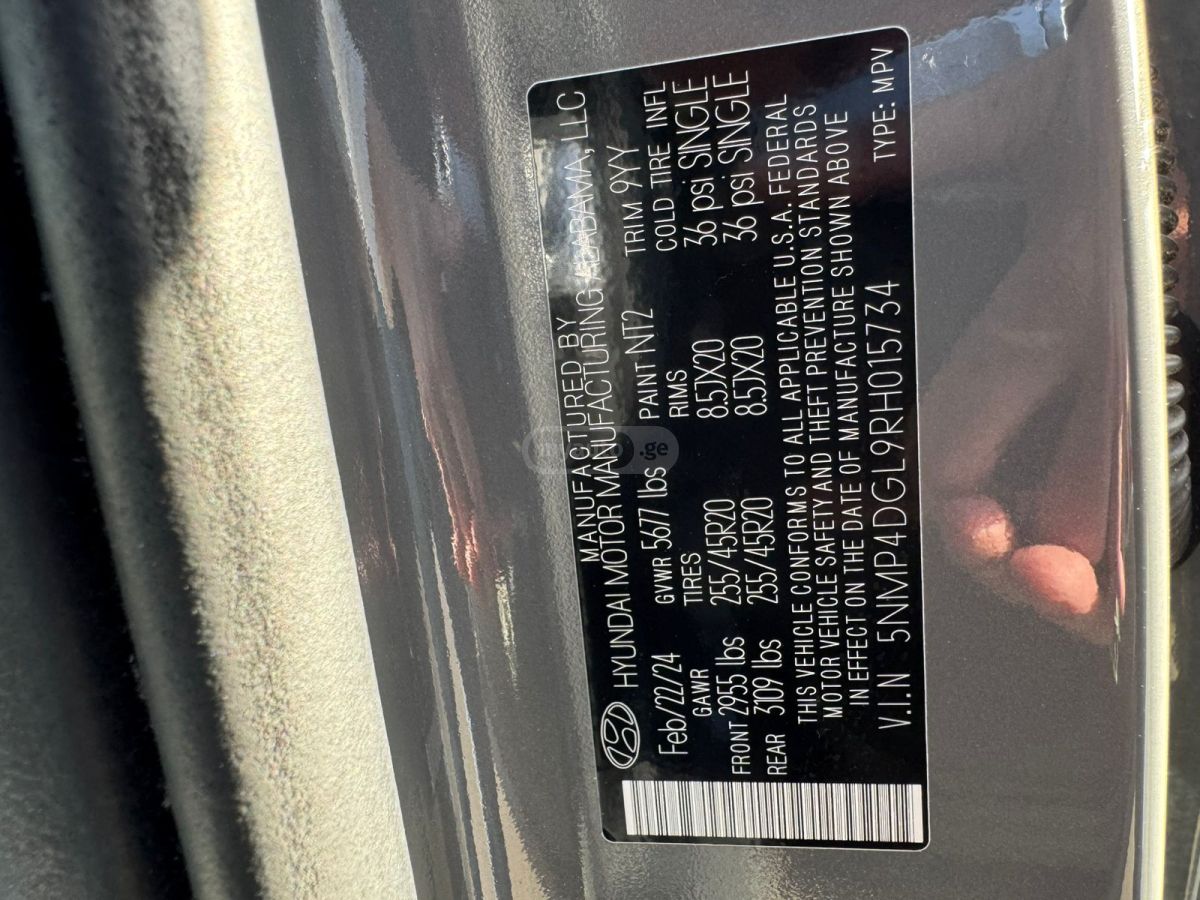 MANUFACTURED BY
HYUNDAI MOTOR MANUFACTURING ALABAMA, LLC
Feb/22/24 GVWR 5677 lbs PAINT NT2 TRIM 9YY
GAWR TIRES RIMS COLD TIRE INFL
FRONT 2955 lbs 255/45R20 8.5JX20 36 psi SINGLE
REAR 3109 lbs 255/45R20 8.5JX20 36 psi SINGLE
THIS VEHICLE CONFORMS TO ALL APPLICABLE U.S.A. FEDERAL
MOTOR VEHICLE SAFETY AND THEFT PREVENTION STANDARDS
IN EFFECT ON THE DATE OF MANUFACTURE SHOWN ABOVE
V.I.N 5NMP4DGL9RH015734 TYPE: MPV
.ge